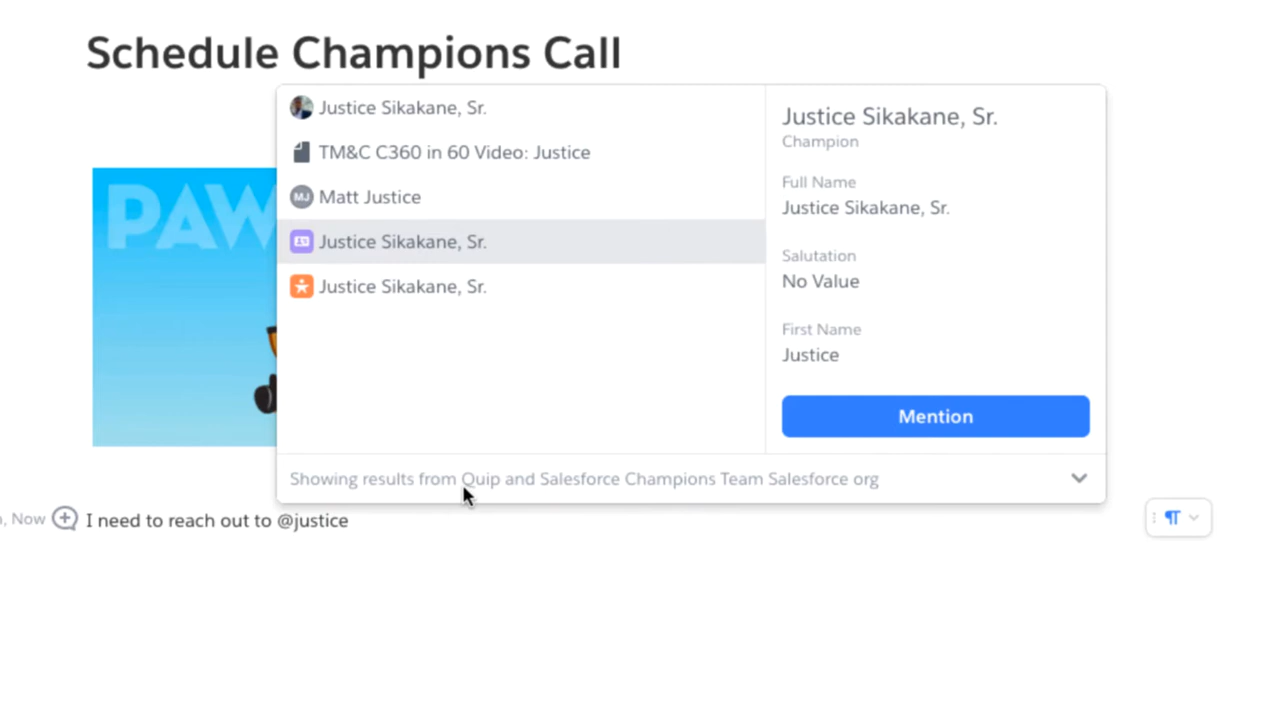 Schedule Champions Call
Justice Sikakane, Sr.
TM&C C360 in 60 Video: Justice
MJ Matt Justice
Justice Sikakane, Sr.
Justice Sikakane, Sr.
Justice Sikakane, Sr.
Champion
Full Name
Justice Sikakane, Sr.
Salutation
No Value
First Name
Justice
Mention
PAW
Showing results from Quip and Salesforce Champions Team Salesforce org
, Now
I need to reach out to @justice